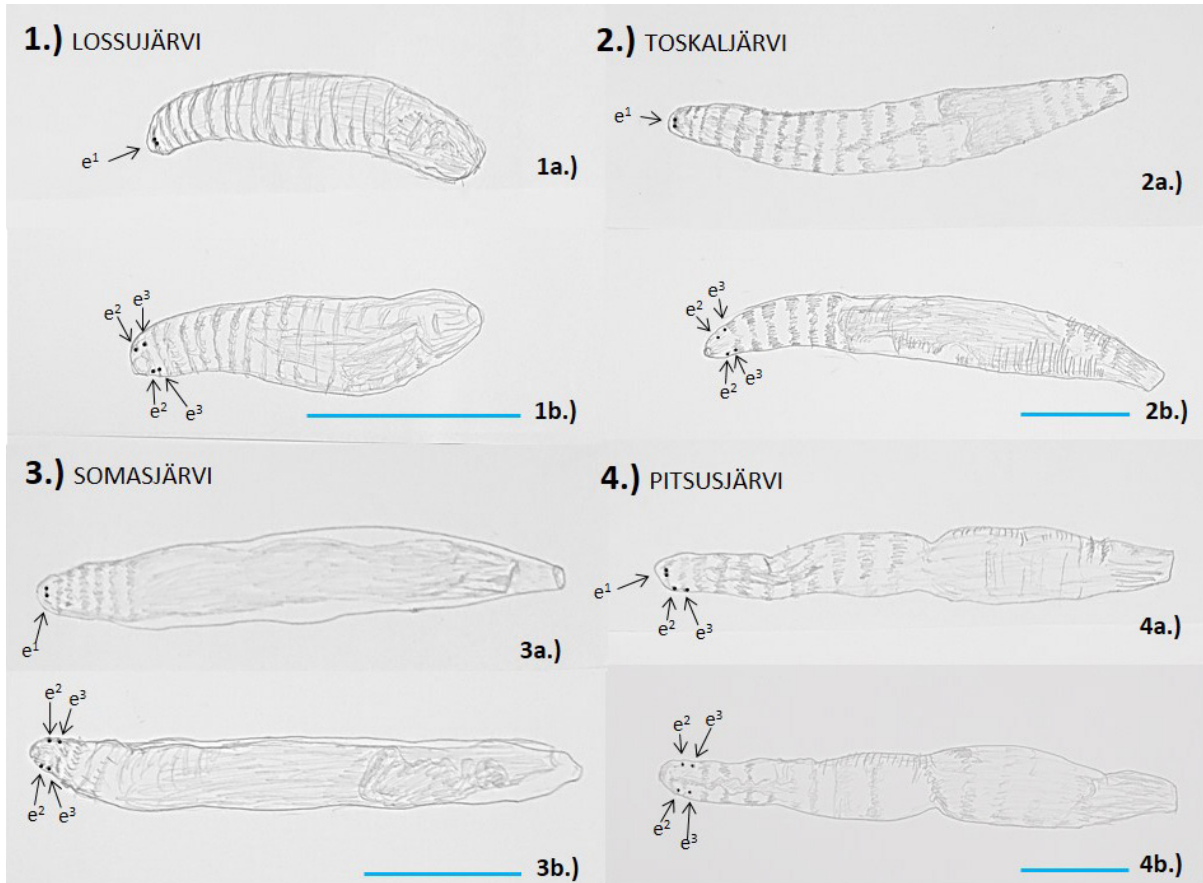 1.) LOSSUJÄRVI
e¹
1a.)
e²
e³
e²
e³
1b.)
2.) TOSKALJÄRVI
e¹
2a.)
e²
e³
e²
e³
2b.)
3.) SOMASJÄRVI
e¹
3a.)
e²
e³
e²
e³
3b.)
4.) PITSUSJÄRVI
e¹
e²
e³
4a.)
e²
e³
e²
e³
4b.)